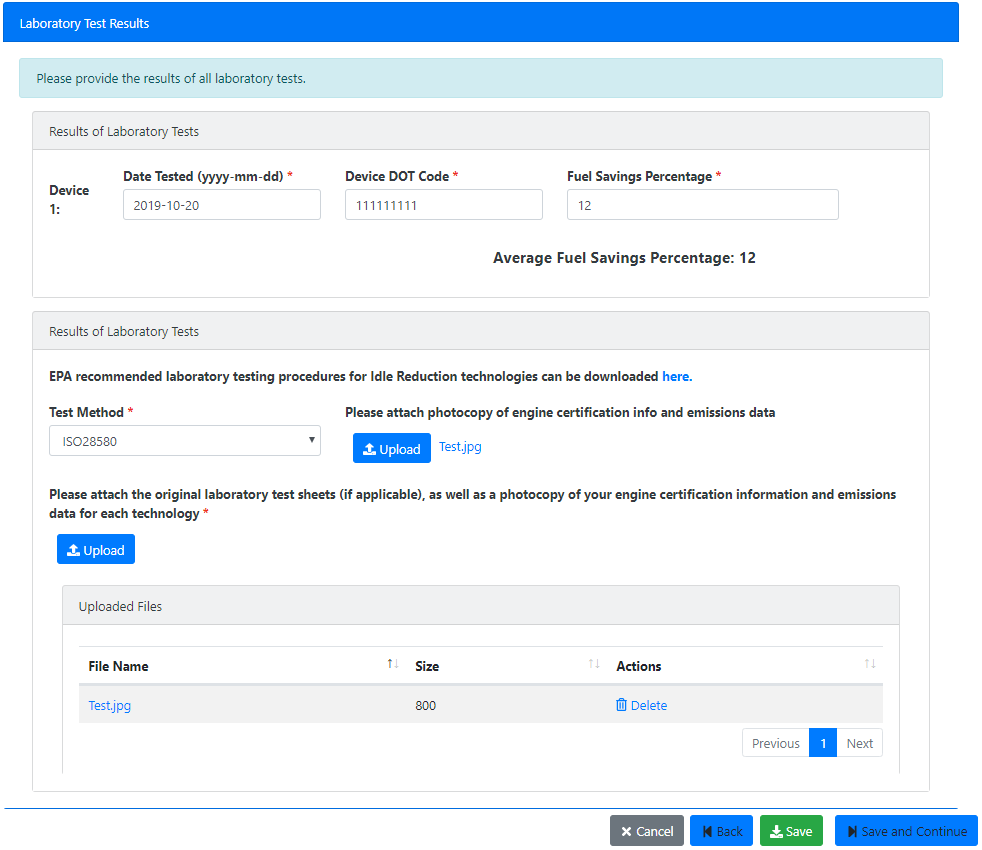 Laboratory Test Results
Please provide the results of all laboratory tests.
Results of Laboratory Tests
Device 1:
Date Tested (yyyy-mm-dd) *
2019-10-20
Device DOT Code *
111111111
Fuel Savings Percentage *
12
Average Fuel Savings Percentage: 12
Results of Laboratory Tests
EPA recommended laboratory testing procedures for Idle Reduction technologies can be downloaded here.
Test Method *
ISO28580
Please attach photocopy of engine certification info and emissions data
Upload Test.jpg
Please attach the original laboratory test sheets (if applicable), as well as a photocopy of your engine certification information and emissions
data for each technology *
Upload
Uploaded Files
File Name Size Actions
Test.jpg 800 Delete
Previous 1 Next
Cancel Back Save Save and Continue